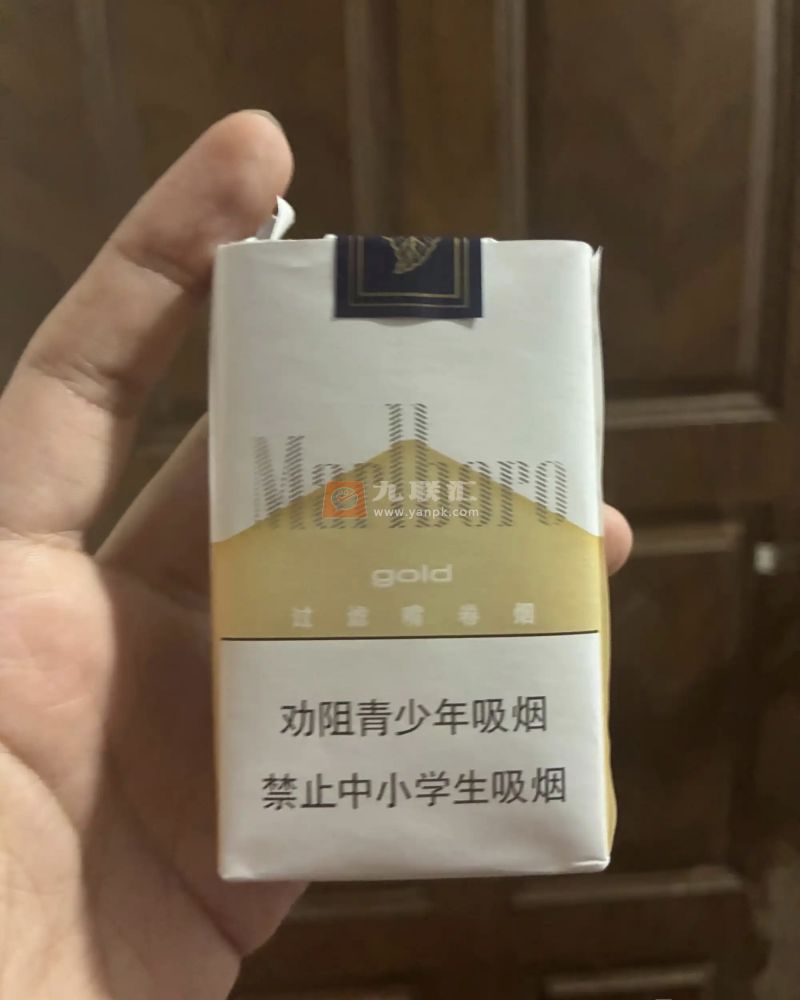 Marlboro
九联汇
www.yanpk.com
gold
过滤嘴卷烟
劝阻青少年吸烟
禁止中小学生吸烟